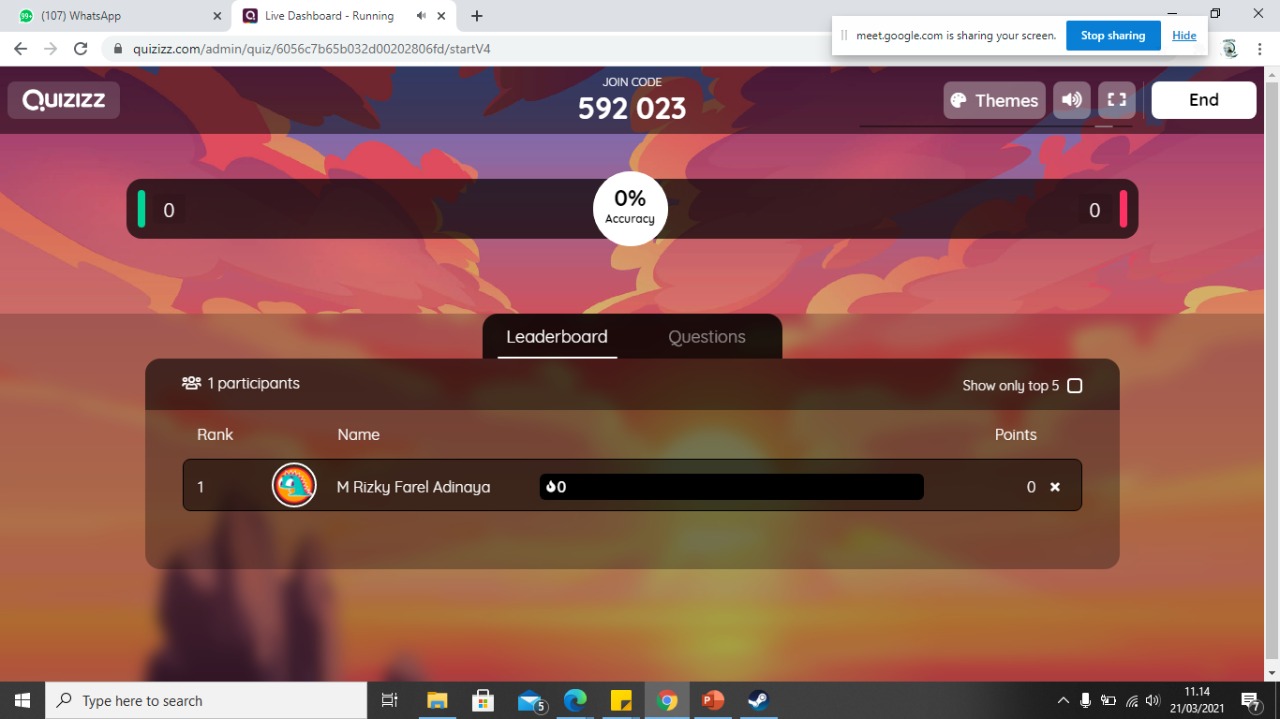 99+ (107) WhatsApp
Live Dashboard - Running
quizizz.com/admin/quiz/6056c7b65b032d00202806fd/startV4
meet.google.com is sharing your screen. Stop sharing Hide
Quizizz
JOIN CODE
592 023
Themes
End
0
0%
Accuracy
0
Leaderboard Questions
1 participants
Show only top 5
Rank Name Points
1 M Rizky Farel Adinaya 0 0
Type here to search
5
11.14
21/03/2021
7